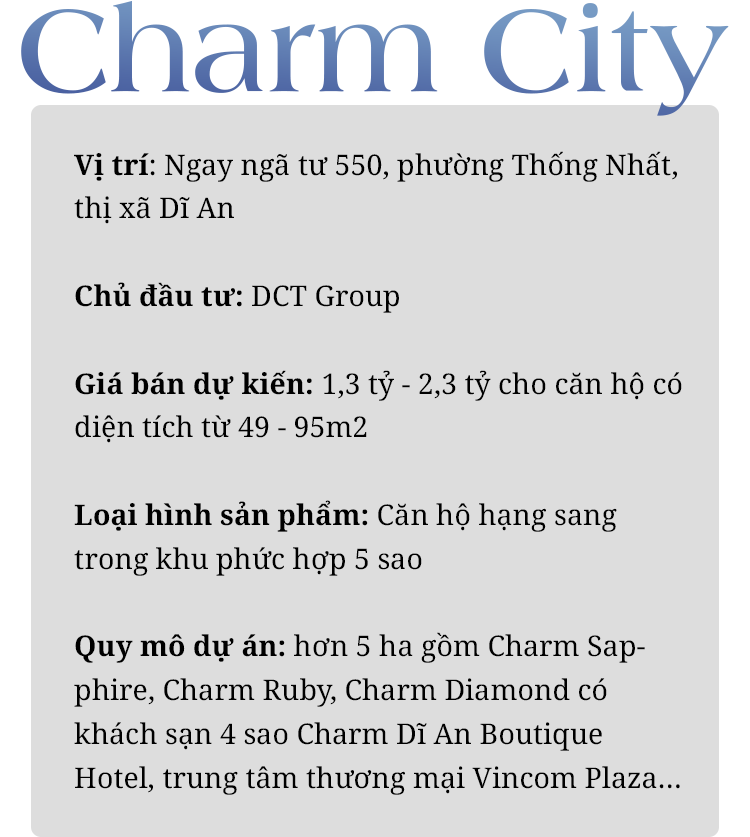 Charm City
Vị trí: Ngay ngã tư 550, phường Thống Nhất,
thị xã Dĩ An
Chủ đầu tư: DCT Group
Giá bán dự kiến: 1,3 tỷ - 2,3 tỷ cho căn hộ có
diện tích từ 49 - 95m2
Loại hình sản phẩm: Căn hộ hạng sang
trong khu phức hợp 5 sao
Quy mô dự án: hơn 5 ha gồm Charm Sap-
phire, Charm Ruby, Charm Diamond có
khách sạn 4 sao Charm Dĩ An Boutique
Hotel, trung tâm thương mại Vincom Plaza...